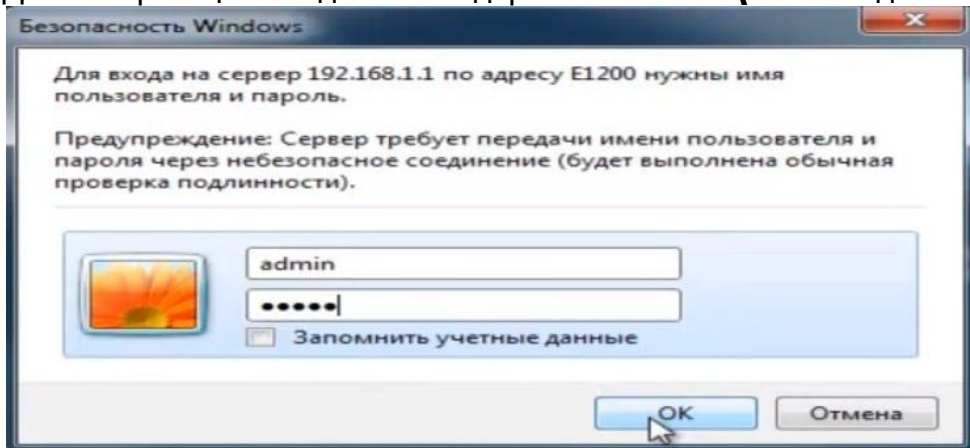 Безопасность Windows
Для входа на сервер 192.168.1.1 по адресу E1200 нужны имя
пользователя и пароль.
Предупреждение: Сервер требует передачи имени пользователя и
пароля через небезопасное соединение (будет выполнена обычная
проверка подлинности).
admin
•••••
Запомнить учетные данные
OK
Отмена